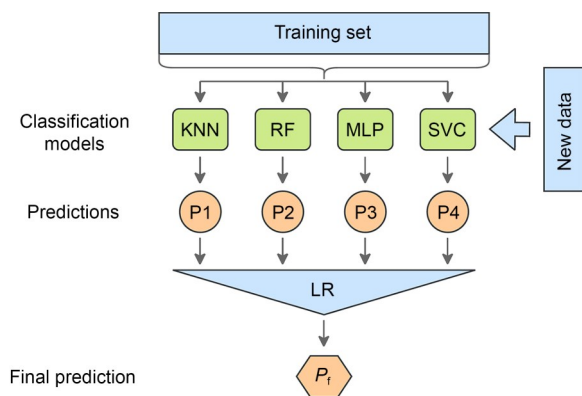 Training set
Classification
models
KNN
RF
MLP
SVC
New data
Predictions
P1
P2
P3
P4
LR
Final prediction
Pf